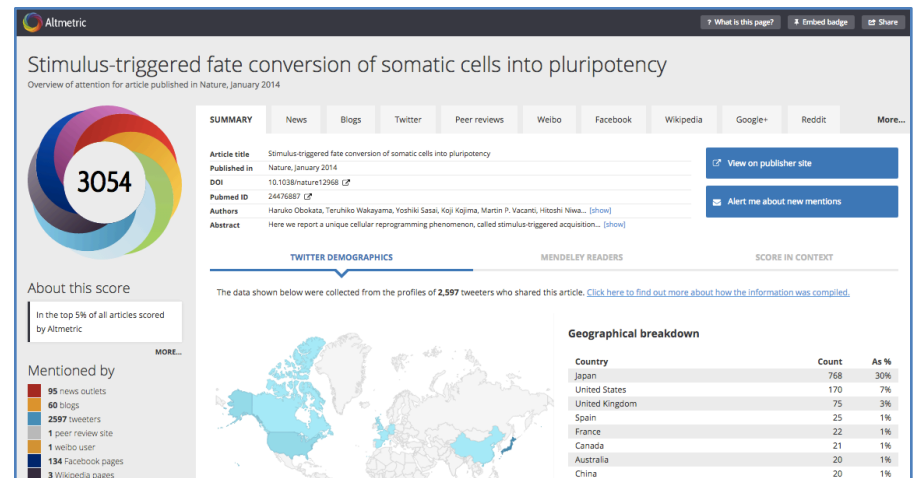 Altmetric
? What is this page?
Embed badge
Share
Stimulus-triggered fate conversion of somatic cells into pluripotency
Overview of attention for article published in Nature, January 2014
3054
About this score
In the top 5% of all articles scored
by Altmetric
MORE...
Mentioned by
95 news outlets
60 blogs
2597 tweeters
1 peer review site
1 weibo user
134 Facebook pages
3 Wikipedia pages
SUMMARY News Blogs Twitter Peer reviews Weibo Facebook Wikipedia Google+ Reddit More...
Article title Stimulus-triggered fate conversion of somatic cells into pluripotency
Published in Nature, January 2014
DOI 10.1038/nature12968
Pubmed ID 24476887
Authors Haruko Obokata, Teruhiko Wakayama, Yoshiki Sasai, Koji Kojima, Martin P. Vacanti, Hitoshi Niwa... [show]
Abstract Here we report a unique cellular reprogramming phenomenon, called stimulus-triggered acquisition... [show]
View on publisher site
Alert me about new mentions
TWITTER DEMOGRAPHICS MENDELEY READERS SCORE IN CONTEXT
The data shown below were collected from the profiles of 2,597 tweeters who shared this article. Click here to find out more about how the information was compiled.
Geographical breakdown
Country Count As %
Japan 768 30%
United States 170 7%
United Kingdom 75 3%
Spain 25 1%
France 22 1%
Canada 21 1%
Australia 20 1%
China 20 1%